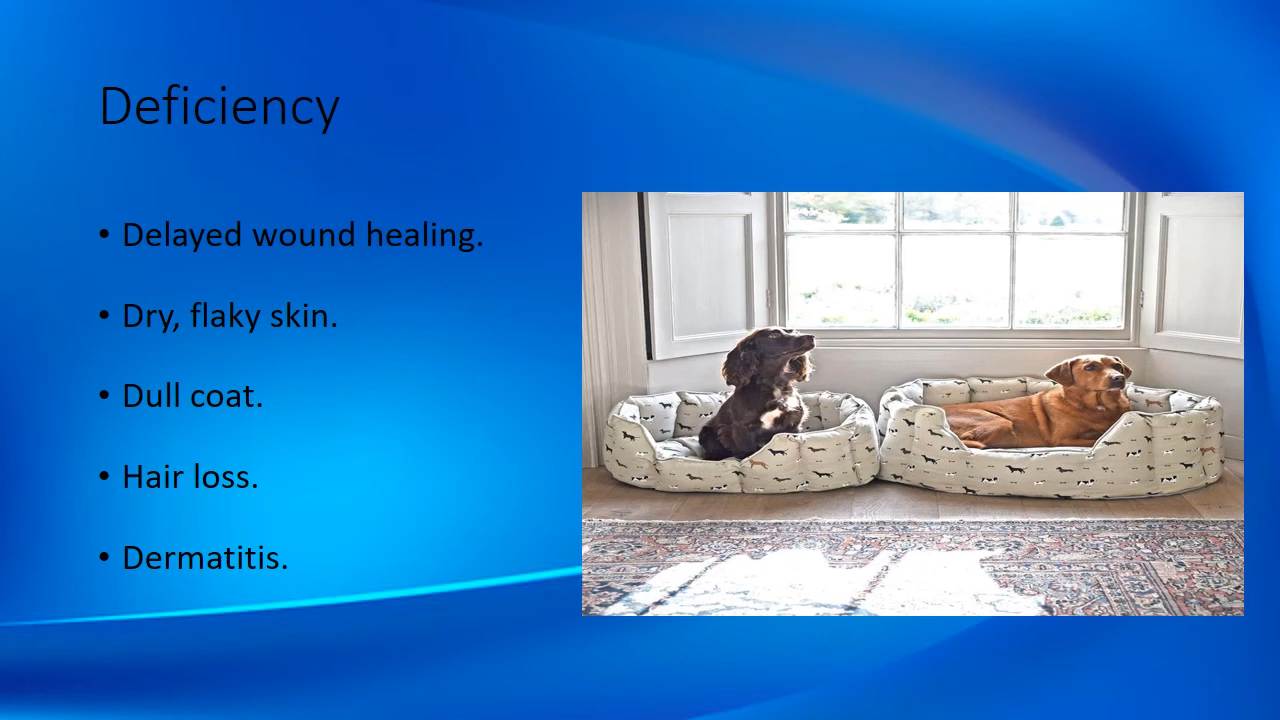 Deficiency
• Delayed wound healing.
• Dry, flaky skin.
• Dull coat.
• Hair loss.
• Dermatitis.